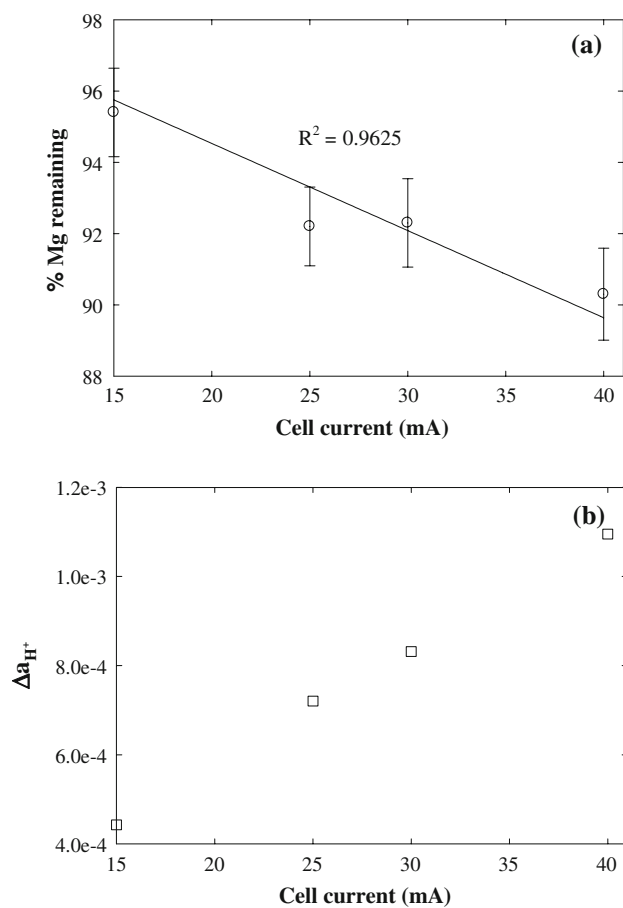 98
(a)
96
R² = 0.9625
94
% Mg remaining
92
90
88
15 20 25 30 35 40
Cell current (mA)
1.2e-3
(b)
1.0e-3
ΔaH⁺
8.0e-4
6.0e-4
4.0e-4
15 20 25 30 35 40
Cell current (mA)